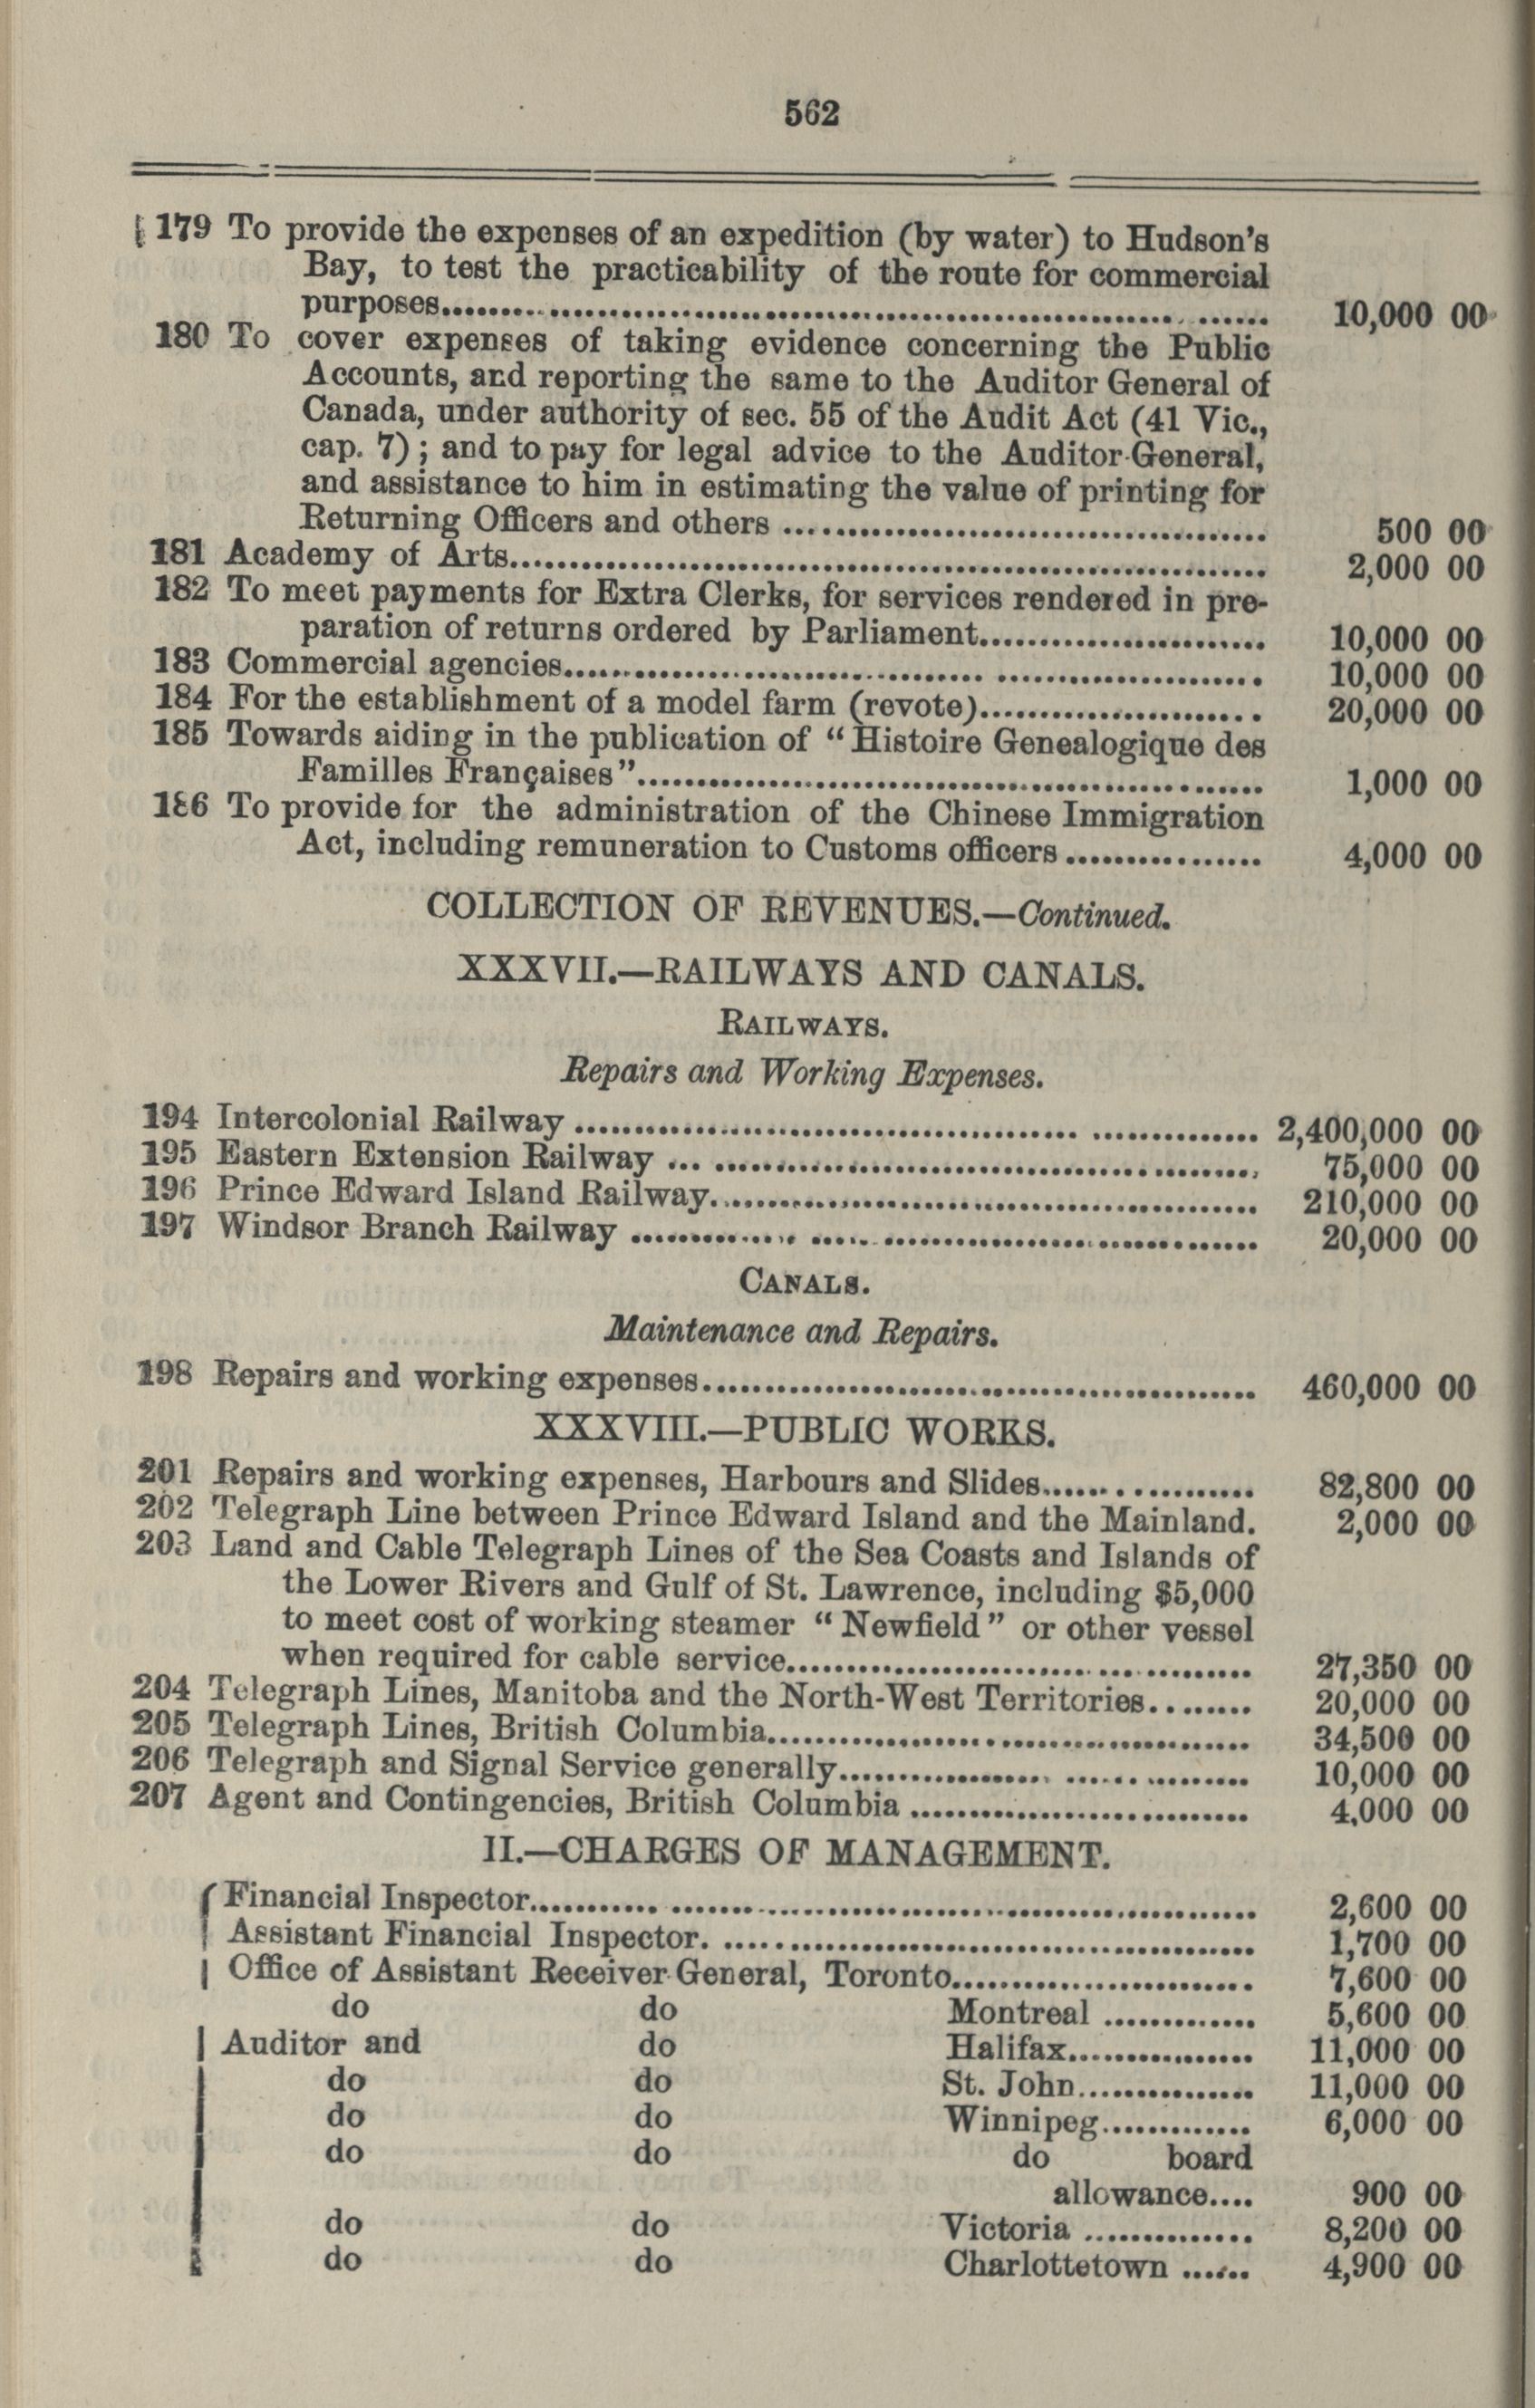 562
179 To provide the expenses of an expedition (by water) to Hudson's
Bay, to test the practicability of the route for commercial
purposes.................... 10,000 00
180 To cover expenses of taking evidence concerning the Public
Accounts, and reporting the same to the Auditor General of
Canada, under authority of sec. 55 of the Audit Act (41 Vic.,
cap. 7); and to pay for legal advice to the Auditor-General,
and assistance to him in estimating the value of printing for
Returning Officers and others .................... 500 00
181 Academy of Arts.................... 2,000 00
182 To meet payments for Extra Clerks, for services rendered in pre-
paration of returns ordered by Parliament.................... 10,000 00
183 Commercial agencies.................... 10,000 00
184 For the establishment of a model farm (revote).................... 20,000 00
185 Towards aiding in the publication of "Histoire Genealogique des
Familles Françaises".................... 1,000 00
186 To provide for the administration of the Chinese Immigration
Act, including remuneration to Customs officers .................... 4,000 00
COLLECTION OF REVENUES.—Continued.
XXXVII.—RAILWAYS AND CANALS.
RAILWAYS.
Repairs and Working Expenses.
194 Intercolonial Railway .................... 2,400,000 00
195 Eastern Extension Railway .................... 75,000 00
196 Prince Edward Island Railway.................... 210,000 00
197 Windsor Branch Railway .................... 20,000 00
CANALS.
Maintenance and Repairs.
198 Repairs and working expenses.................... 460,000 00
XXXVIII.—PUBLIC WORKS.
201 Repairs and working expenses, Harbours and Slides.................... 82,800 00
202 Telegraph Line between Prince Edward Island and the Mainland. 2,000 00
203 Land and Cable Telegraph Lines of the Sea Coasts and Islands of
the Lower Rivers and Gulf of St. Lawrence, including $5,000
to meet cost of working steamer "Newfield" or other vessel
when required for cable service.................... 27,350 00
204 Telegraph Lines, Manitoba and the North-West Territories........ 20,000 00
205 Telegraph Lines, British Columbia.................... 34,500 00
206 Telegraph and Signal Service generally.................... 10,000 00
207 Agent and Contingencies, British Columbia .................... 4,000 00
II.—CHARGES OF MANAGEMENT.
Financial Inspector.................... 2,600 00
Assistant Financial Inspector. .................... 1,700 00
Office of Assistant Receiver-General, Toronto.................... 7,600 00
do do Montreal ............. 5,600 00
Auditor and do Halifax................ 11,000 00
do do St. John............... 11,000 00
do do Winnipeg............. 6,000 00
do do do board
allowance.... 900 00
do do Victoria .............. 8,200 00
do do Charlottetown ...... 4,900 00